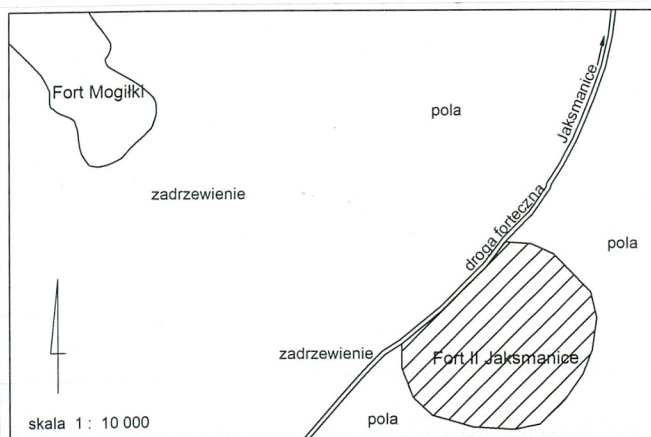 Fort Mogiłki
pola
Jaksmanice
zadrzewienie
droga forteczna
pola
zadrzewienie
Fort II Jaksmanice
pola
skala 1 : 10 000